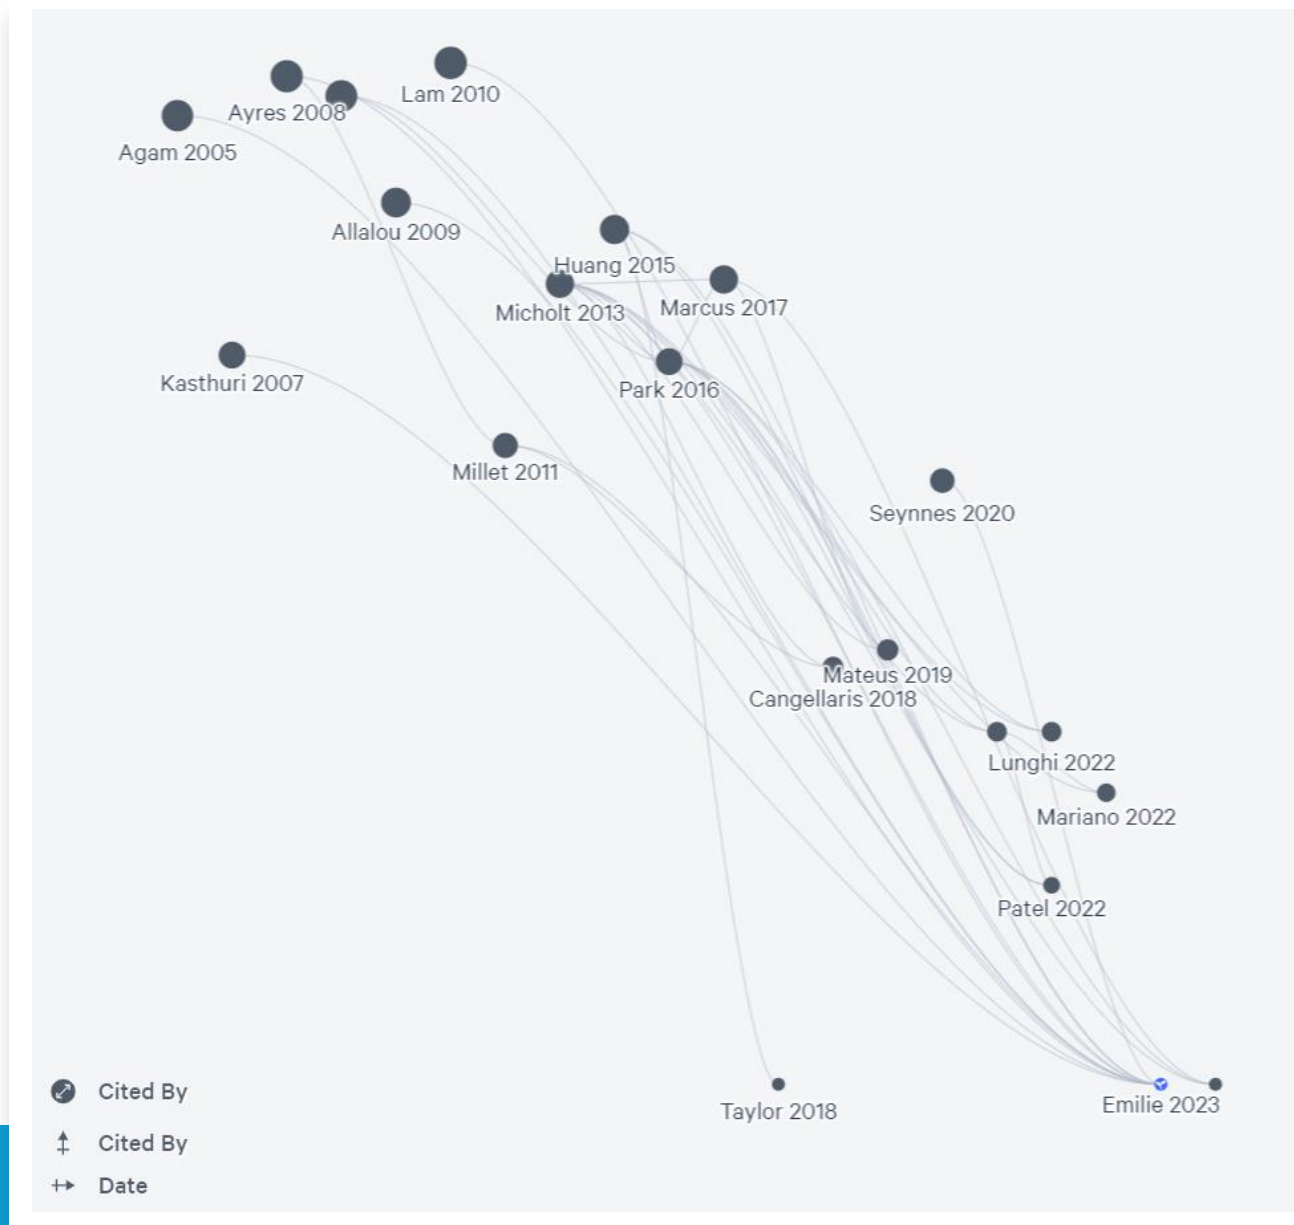 Lam 2010
Ayres 2008
Agam 2005
Allalou 2009
Huang 2015
Micholt 2013
Marcus 2017
Kasthuri 2007
Park 2016
Millet 2011
Seynnes 2020
Mateus 2019
Cangellaris 2018
Lunghi 2022
Mariano 2022
Patel 2022
Taylor 2018
Emilie 2023
Cited By
Cited By
Date